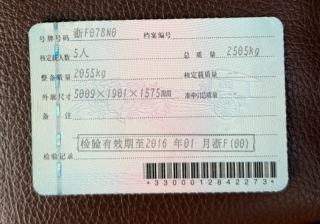 号牌号码 浙F078N0 档案编号
核定载人数 5人 总质量 2505kg
整备质量 2055kg 核定载质量
外廓尺寸 5009×1901×1575mm 准牵引总质量
备注
检验有效期至2016 年01 月浙F(00)
检验记录
*3300012842273*